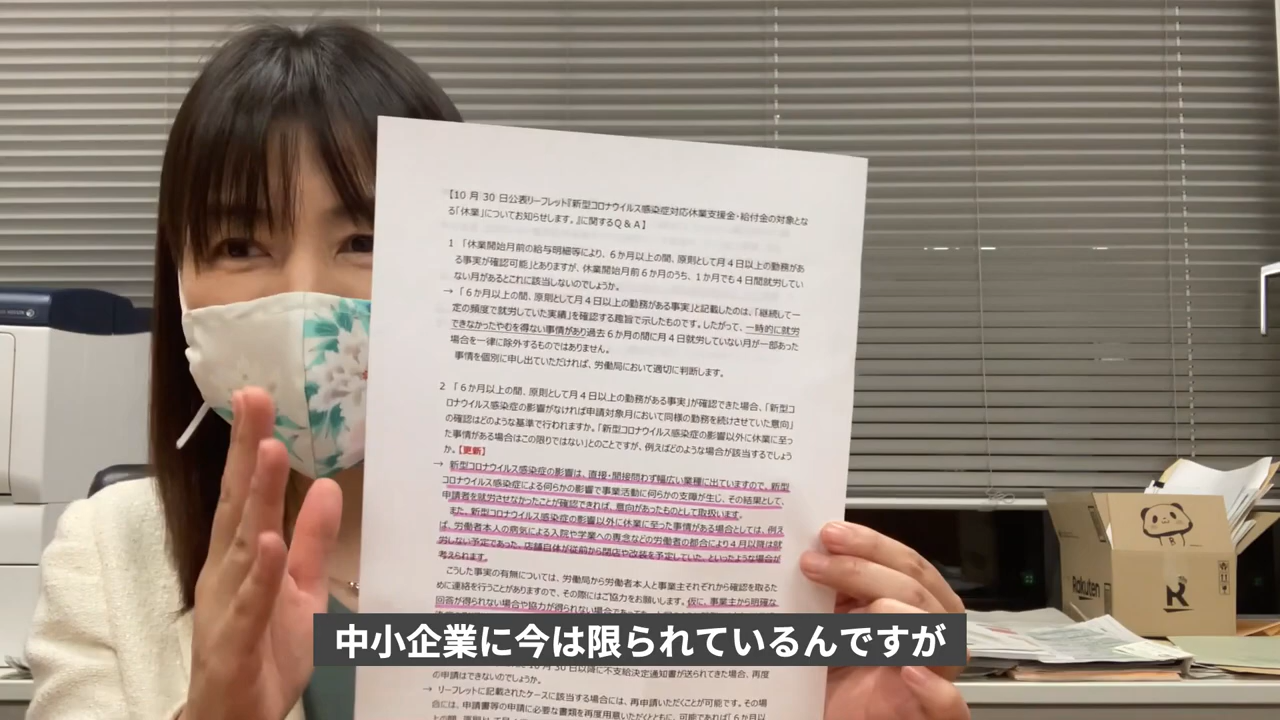 【10 月 30 日公表リーフレット『新型コロナウイルス感染症対応休業支援金・給付金の対象とな
る「休業」についてお知らせします。』に関するQ＆A】
1 「休業開始月前の給与明細等により、6か月以上の間、原則として月4日以上の勤務があ
る事実が確認可能」とありますが、休業開始月前6か月のうち、1か月でも4日間就労してい
ない月があるとこれに該当しないのでしょうか。
→ 「6か月以上の間、原則として月4日以上の勤務がある事実」と記載したのは、「継続して一
定の頻度で就労していた実績」を確認する趣旨で示したものです。したがって、一時的に就労
できなかったやむを得ない事情があり過去6か月の間に月4日就労していない月が一部あった
場合を一律に除外するものではありません。
事情を個別に申し出ていただければ、労働局において適切に判断します。
2 「6か月以上の間、原則として月4日以上の勤務がある事実」が確認できた場合、「新型コ
ロナウイルス感染症の影響がなければ申請対象月において同様の勤務を続けさせていた意向」
の確認はどのような基準で行われますか。「新型コロナウイルス感染症の影響以外に休業に至っ
た事情がある場合はこの限りではない」とのことですが、例えばどのような場合が該当するでしょう
か。【更新】
→ 新型コロナウイルス感染症の影響は、直接・間接問わず幅広い業種に出ていますので、新型
コロナウイルス感染症による何らかの影響で事業活動に何らかの支障が生じ、その結果として、
申請者を就労させなかったことが確認できれば、意向があったものとして取扱います。
また、新型コロナウイルス感染症の影響以外に休業に至った事情がある場合としては、例え
ば、労働者本人の病気による入院や学業への専念などの労働者の都合により4月以降は就
労しない予定であった、店舗自体が従前から閉店や改装を予定していた、といったような場合が
考えられます。
こうした事実の有無については、労働局から労働者本人と事業主それぞれから確認を取るた
めに連絡を行うことがありますので、その際にはご協力をお願いします。仮に、事業主から明確な
回答が得られない場合や協力が得られない場合であっても、
中小企業に今は限られているんですが
10 月 30 日以降に不支給決定通知書が送られてきた場合、再度
の申請はできないのでしょうか。
→ リーフレットに記載されたケースに該当する場合には、再申請いただくことが可能です。その場
合には、申請書等の申請に必要な書類を再度用意いただくとともに、可能であれば「6か月以
Rakuten
R